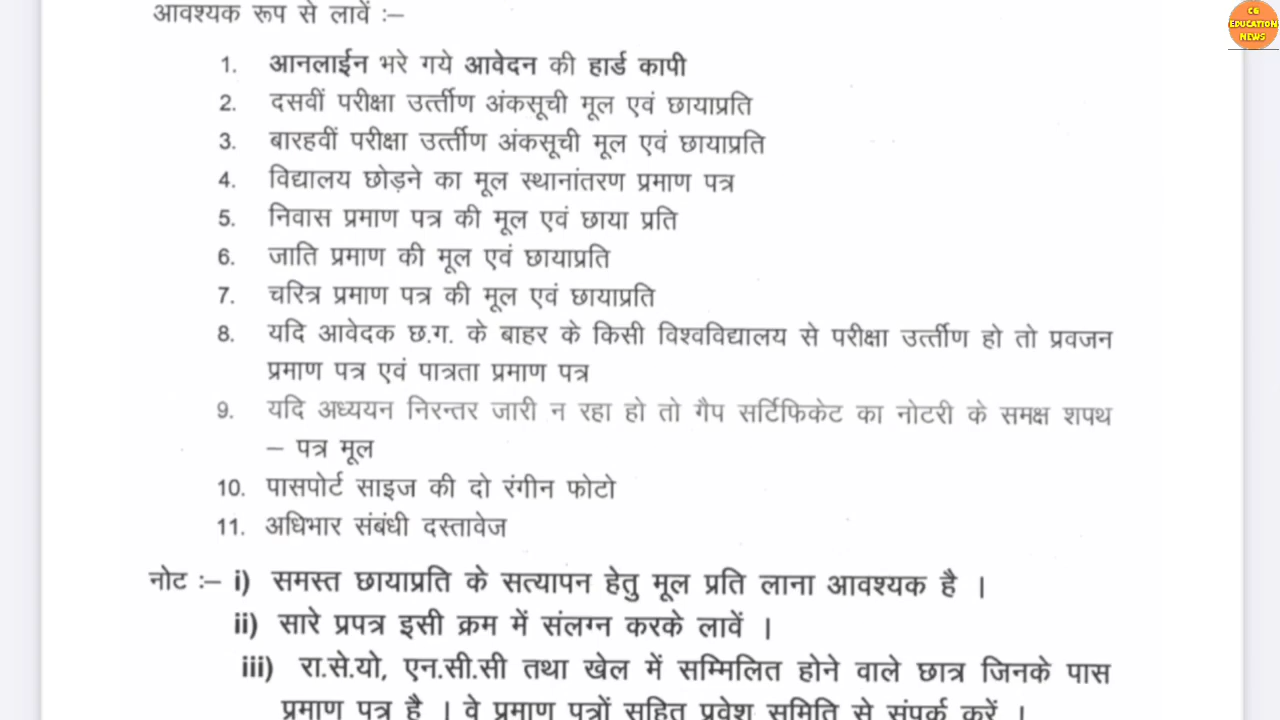 आवश्यक रूप से लावें :–
CG
EDUCATION
NEWS
1. आनलाईन भरे गये आवेदन की हार्ड कापी
2. दसवीं परीक्षा उर्त्तीण अंकसूची मूल एवं छायाप्रति
3. बारहवीं परीक्षा उर्त्तीण अंकसूची मूल एवं छायाप्रति
4. विद्यालय छोड़ने का मूल स्थानांतरण प्रमाण पत्र
5. निवास प्रमाण पत्र की मूल एवं छाया प्रति
6. जाति प्रमाण की मूल एवं छायाप्रति
7. चरित्र प्रमाण पत्र की मूल एवं छायाप्रति
8. यदि आवेदक छ.ग. के बाहर के किसी विश्वविद्यालय से परीक्षा उर्त्तीण हो तो प्रवजन
प्रमाण पत्र एवं पात्रता प्रमाण पत्र
9. यदि अध्ययन निरन्तर जारी न रहा हो तो गैप सर्टिफिकेट का नोटरी के समक्ष शपथ
– पत्र मूल
10. पासपोर्ट साइज की दो रंगीन फोटो
11. अधिभार संबंधी दस्तावेज
नोट :– i) समस्त छायाप्रति के सत्यापन हेतु मूल प्रति लाना आवश्यक है ।
ii) सारे प्रपत्र इसी क्रम में संलग्न करके लावें ।
iii) रा.से.यो, एन.सी.सी तथा खेल में सम्मिलित होने वाले छात्र जिनके पास
प्रमाण पत्र है । वे प्रमाण पत्रों सहित प्रवेश समिति से संपर्क करें ।